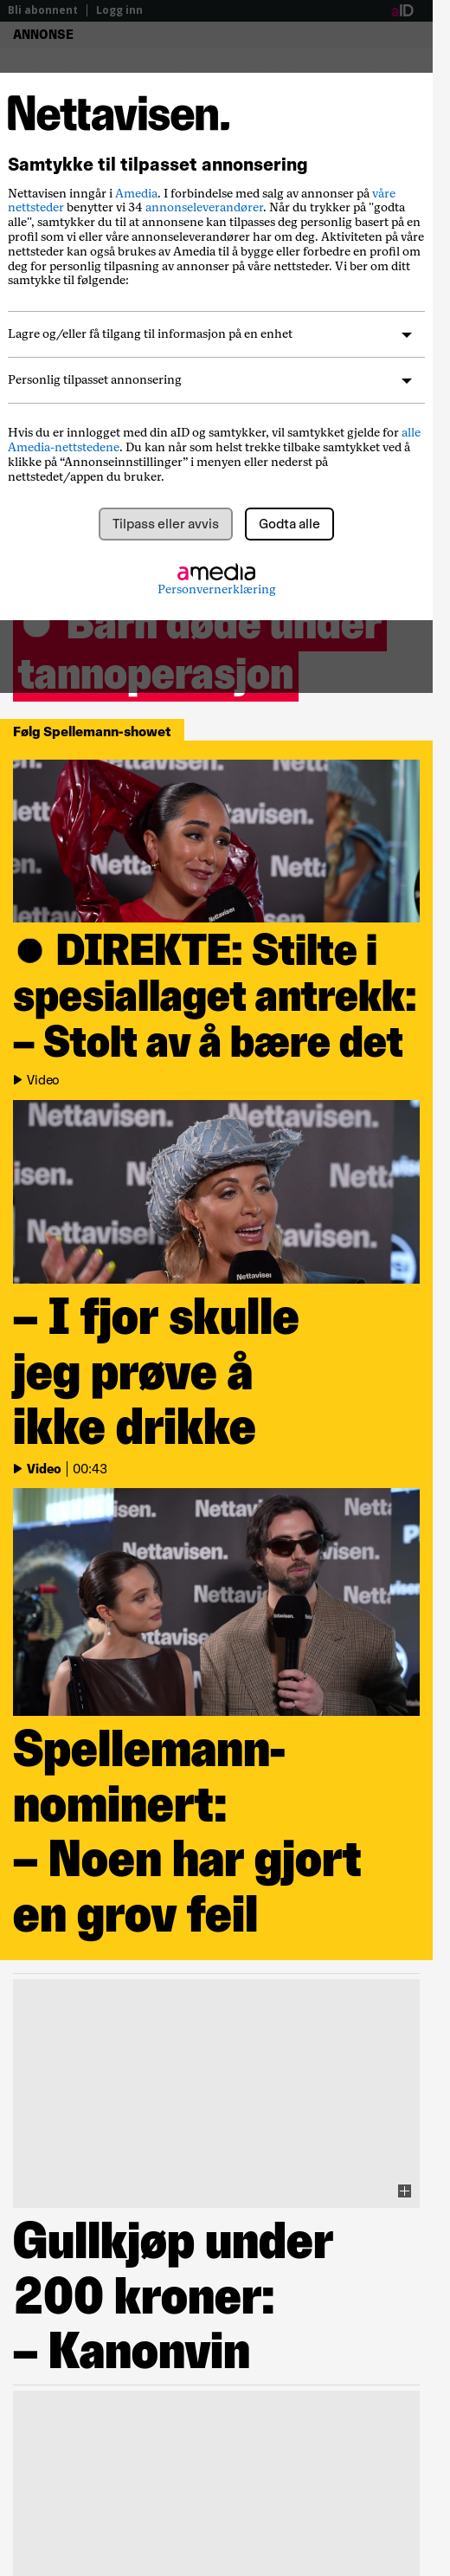 Bli abonnent | Logg inn
aID
ANNONSE
Nettavisen.
Samtykke til tilpasset annonsering
Nettavisen inngår i Amedia. I forbindelse med salg av annonser på våre
nettsteder benytter vi 34 annonseleverandører. Når du trykker på "godta
alle", samtykker du til at annonsene kan tilpasses deg personlig basert på en
profil som vi eller våre annonseleverandører har om deg. Aktiviteten på våre
nettsteder kan også brukes av Amedia til å bygge eller forbedre en profil om
deg for personlig tilpasning av annonser på våre nettsteder. Vi ber om ditt
samtykke til følgende:
Lagre og/eller få tilgang til informasjon på en enhet
Personlig tilpasset annonsering
Hvis du er innlogget med din aID og samtykker, vil samtykket gjelde for alle
Amedia-nettstedene. Du kan når som helst trekke tilbake samtykket ved å
klikke på “Annonseinnstillinger” i menyen eller nederst på
nettstedet/appen du bruker.
Tilpass eller avvis
Godta alle
amedia
Personvernerklæring
● Barn døde under
tannoperasjon
Følg Spellemann-showet
Nettavisen
Nettavisen.
● DIREKTE: Stilte i
spesiallaget antrekk:
– Stolt av å bære det
Video
Nettavisen.
Nettavisen.
Nettavisen.
– I fjor skulle
jeg prøve å
ikke drikke
Video | 00:43
Nettavisen.
Nettavisen.
Spellemann-
nominert:
– Noen har gjort
en grov feil
Gullkjøp under
200 kroner:
– Kanonvin